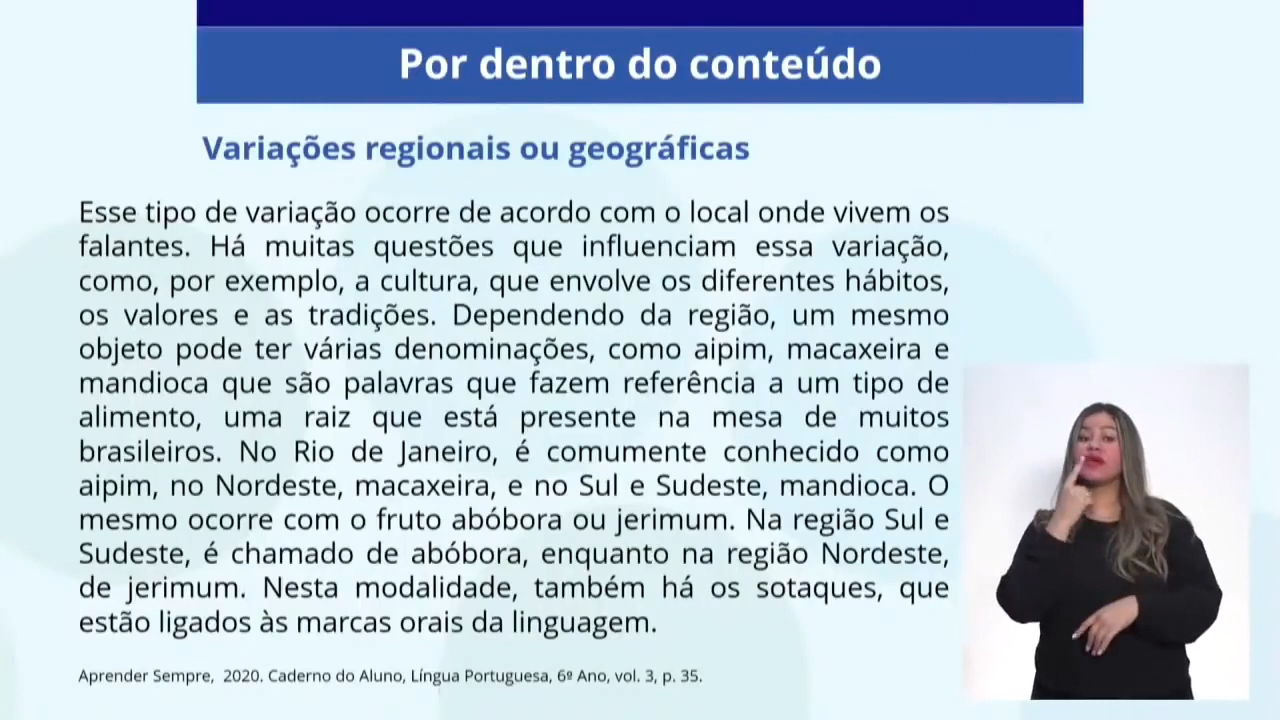 Por dentro do conteúdo
Variações regionais ou geográficas
Esse tipo de variação ocorre de acordo com o local onde vivem os
falantes. Há muitas questões que influenciam essa variação,
como, por exemplo, a cultura, que envolve os diferentes hábitos,
os valores e as tradições. Dependendo da região, um mesmo
objeto pode ter várias denominações, como aipim, macaxeira e
mandioca que são palavras que fazem referência a um tipo de
alimento, uma raiz que está presente na mesa de muitos
brasileiros. No Rio de Janeiro, é comumente conhecido como
aipim, no Nordeste, macaxeira, e no Sul e Sudeste, mandioca. O
mesmo ocorre com o fruto abóbora ou jerimum. Na região Sul e
Sudeste, é chamado de abóbora, enquanto na região Nordeste,
de jerimum. Nesta modalidade, também há os sotaques, que
estão ligados às marcas orais da linguagem.
Aprender Sempre, 2020. Caderno do Aluno, Língua Portuguesa, 6º Ano, vol. 3, p. 35.